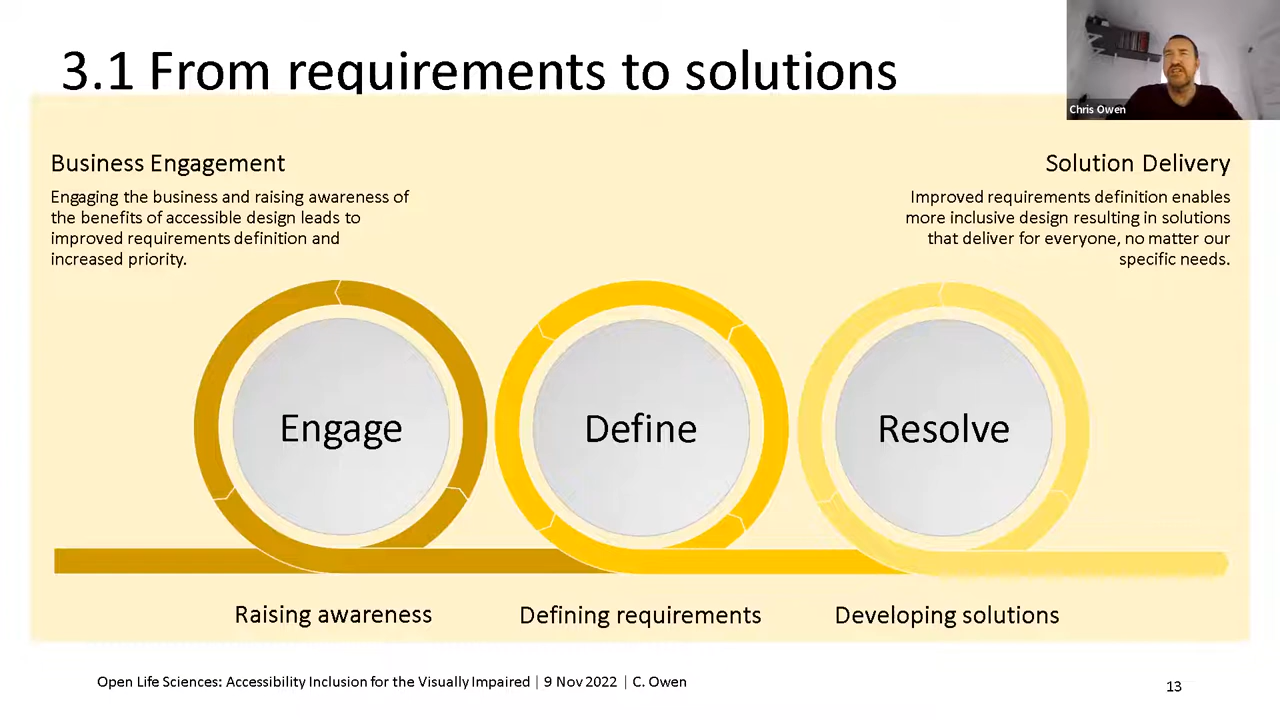 3.1 From requirements to solutions
Chris Owen
Business Engagement
Engaging the business and raising awareness of
the benefits of accessible design leads to
improved requirements definition and
increased priority.
Solution Delivery
Improved requirements definition enables
more inclusive design resulting in solutions
that deliver for everyone, no matter our
specific needs.
Engage
Define
Resolve
Raising awareness
Defining requirements
Developing solutions
Open Life Sciences: Accessibility Inclusion for the Visually Impaired | 9 Nov 2022 | C. Owen
13